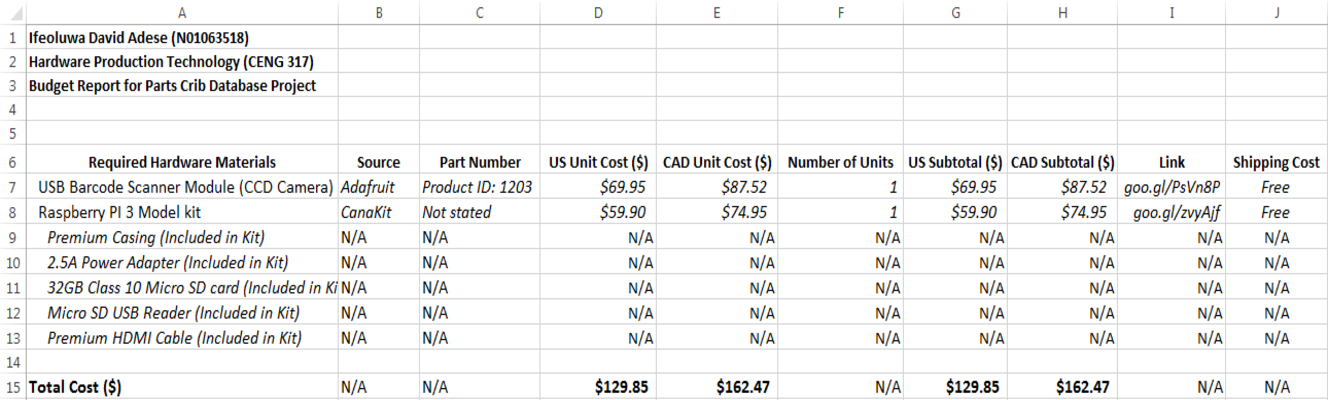 A B C D E F G H I J
1 Ifeoluwa David Adese (N01063518)
2 Hardware Production Technology (CENG 317)
3 Budget Report for Parts Crib Database Project
4
5
6 Required Hardware Materials Source Part Number US Unit Cost ($) CAD Unit Cost ($) Number of Units US Subtotal ($) CAD Subtotal ($) Link Shipping Cost
7 USB Barcode Scanner Module (CCD Camera) Adafruit Product ID: 1203 $69.95 $87.52 1 $69.95 $87.52 goo.gl/PsVn8P Free
8 Raspberry PI 3 Model kit CanaKit Not stated $59.90 $74.95 1 $59.90 $74.95 goo.gl/zvyAjf Free
9 Premium Casing (Included in Kit) N/A N/A N/A N/A N/A N/A N/A N/A N/A
10 2.5A Power Adapter (Included in Kit) N/A N/A N/A N/A N/A N/A N/A N/A N/A
11 32GB Class 10 Micro SD card (Included in Ki N/A N/A N/A N/A N/A N/A N/A N/A N/A
12 Micro SD USB Reader (Included in Kit) N/A N/A N/A N/A N/A N/A N/A N/A N/A
13 Premium HDMI Cable (Included in Kit) N/A N/A N/A N/A N/A N/A N/A N/A N/A
14
15 Total Cost ($) N/A N/A $129.85 $162.47 N/A $129.85 $162.47 N/A N/A